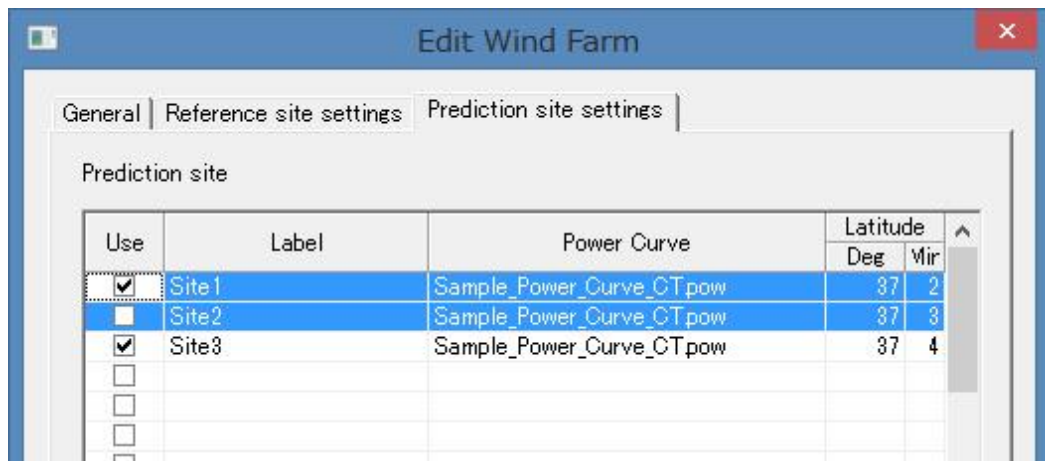 Edit Wind Farm
General Reference site settings Prediction site settings
Prediction site
Use Label Power Curve Latitude
Deg Mir
Site1 Sample_Power_Curve_CT.pow 37 2
Site2 Sample_Power_Curve_CT.pow 37 3
Site3 Sample_Power_Curve_CT.pow 37 4